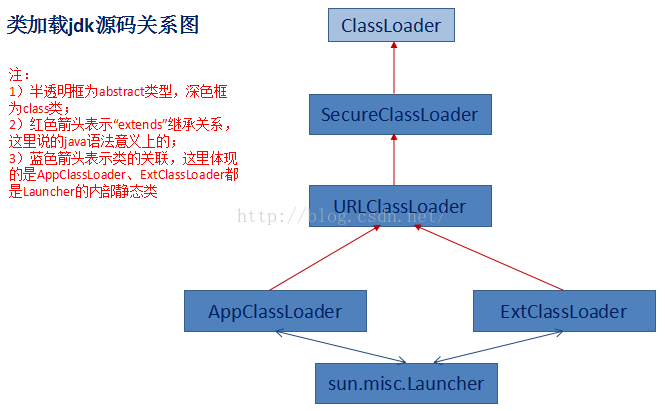 类加载jdk源码关系图
注：
1）半透明框为abstract类型，深色框
为class类；
2）红色箭头表示“extends”继承关系，
这里说的java语法意义上的；
3）蓝色箭头表示类的关联，这里体现
的是AppClassLoader、ExtClassLoader都
是Launcher的内部静态类
ClassLoader
SecureClassLoader
URLClassLoader
http://blog.csdn.net/
AppClassLoader
ExtClassLoader
sun.misc.Launcher